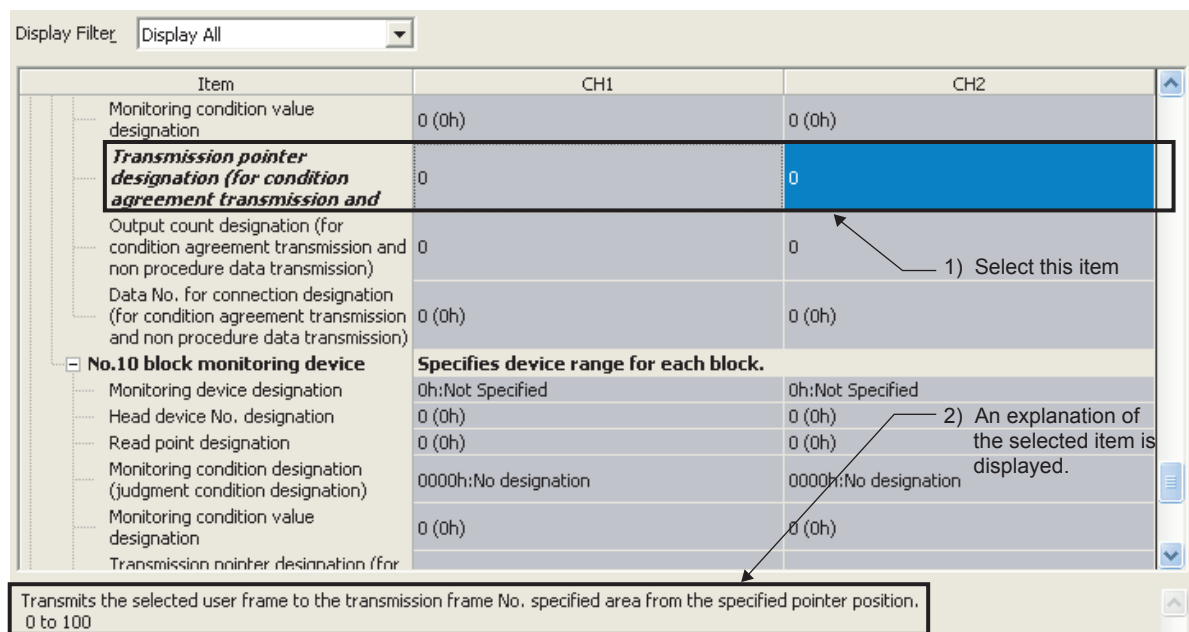 Display Filter Display All
Item CH1 CH2
Monitoring condition value
designation 0 (0h) 0 (0h)
Transmission pointer
designation (for condition 0 0
agreement transmission and
Output count designation (for
condition agreement transmission and 0 0
non procedure data transmission)
1) Select this item
Data No. for connection designation
(for condition agreement transmission 0 (0h) 0 (0h)
and non procedure data transmission)
No.10 block monitoring device Specifies device range for each block.
Monitoring device designation 0h:Not Specified 0h:Not Specified
Head device No. designation 0 (0h) 0 (0h)
Read point designation 0 (0h) 0 (0h)
2) An explanation of
the selected item is
displayed.
Monitoring condition designation
(judgment condition designation) 0000h:No designation 0000h:No designation
Monitoring condition value
designation 0 (0h) 0 (0h)
Transmission pointer designation (for
Transmits the selected user frame to the transmission frame No. specified area from the specified pointer position.
0 to 100